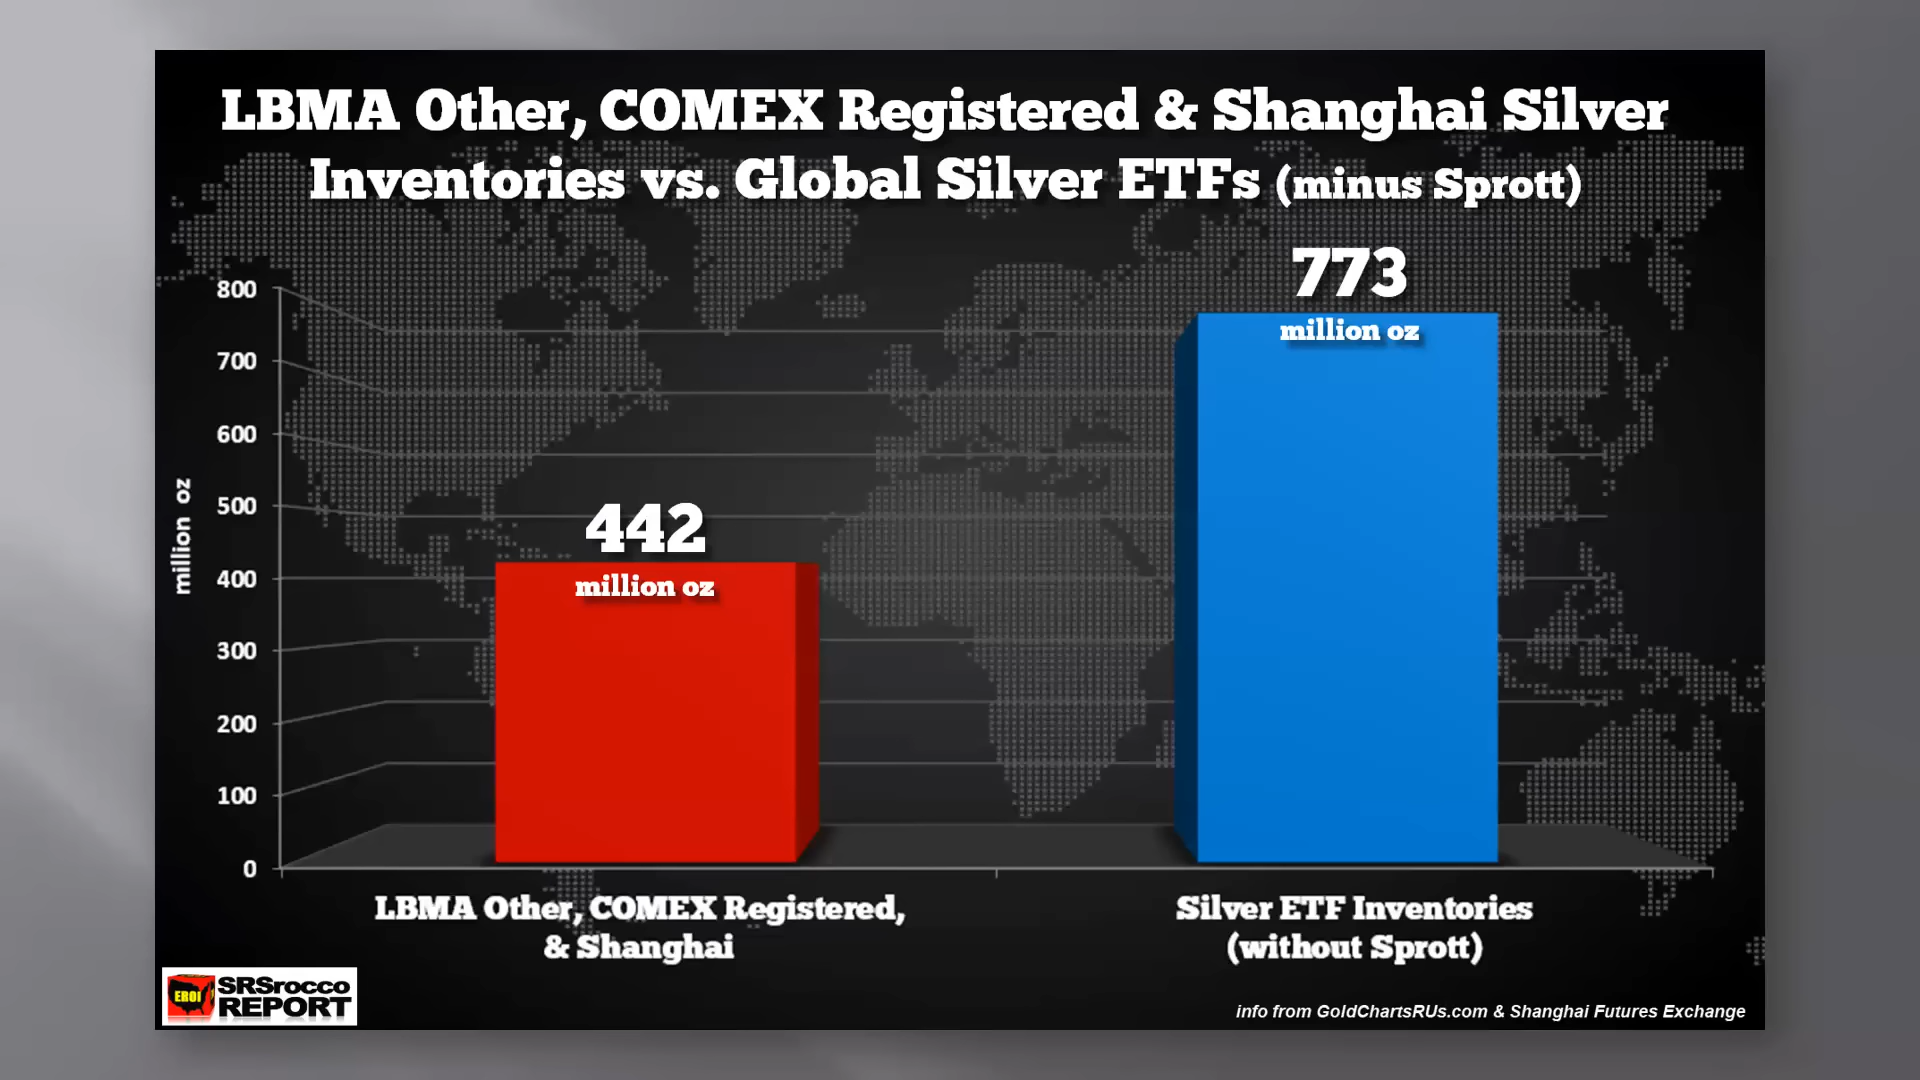 LBMA Other, COMEX Registered & Shanghai Silver
Inventories vs. Global Silver ETFs (minus Sprott)
773
million oz
442
million oz
million oz
800
700
600
500
400
300
200
100
0
LBMA Other, COMEX Registered,
& Shanghai
Silver ETF Inventories
(without Sprott)
EROI
SRSrocco
REPORT
info from GoldChartsRUs.com & Shanghai Futures Exchange